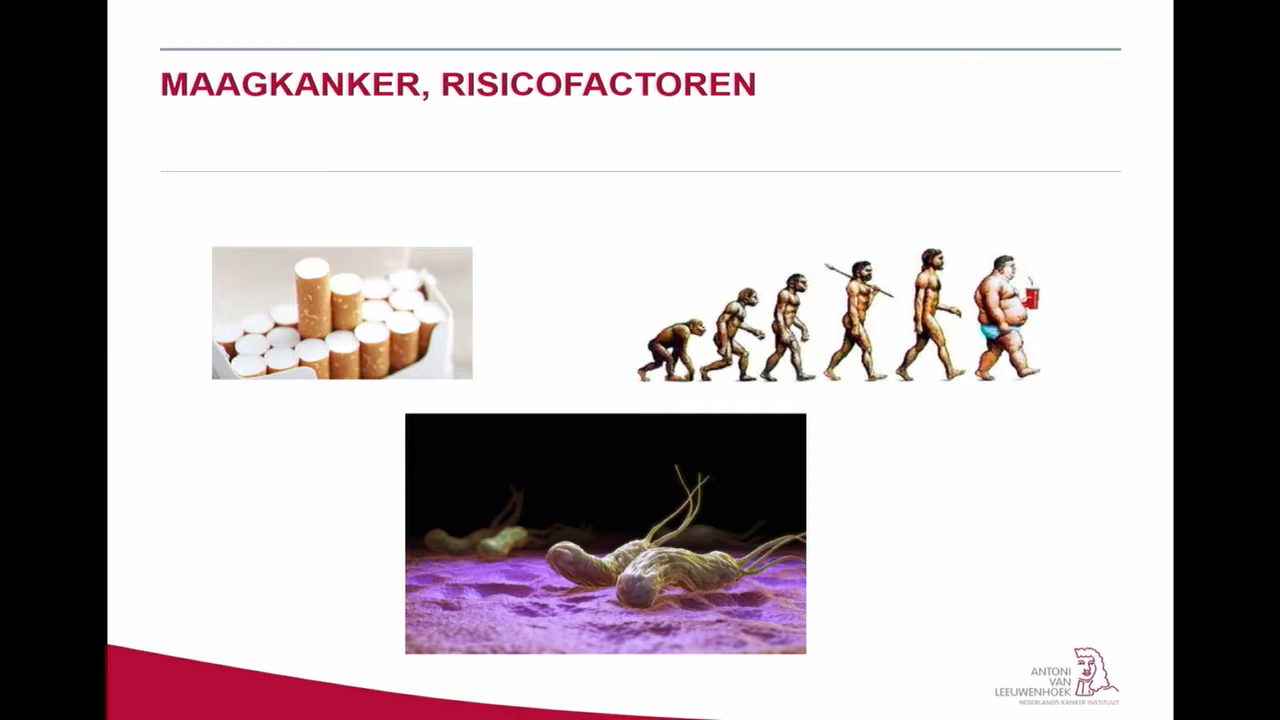 MAAGKANKER, RISICOFACTOREN
ANTONI
VAN
LEEUWENHOEK
NEDERLANDS KANKER INSTITUUT